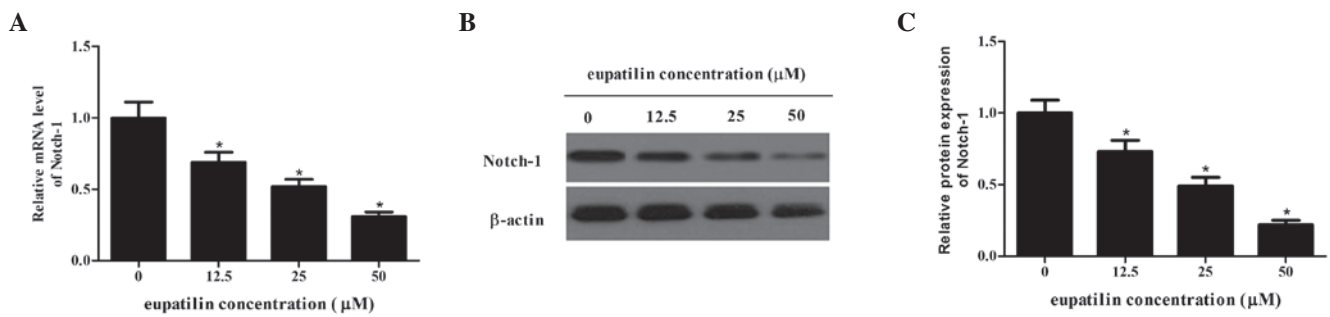 A
Relative mRNA level
of Notch-1
1.5
1.0
0.5
0.0
*
*
*
0
12.5
25
50
eupatilin concentration ( μM)
B
eupatilin concentration (μM)
0
12.5
25
50
Notch-1
β-actin
C
Relative protein expression
of Notch-1
1.5
1.0
0.5
0.0
*
*
*
0
12.5
25
50
eupatilin concentration (μM)